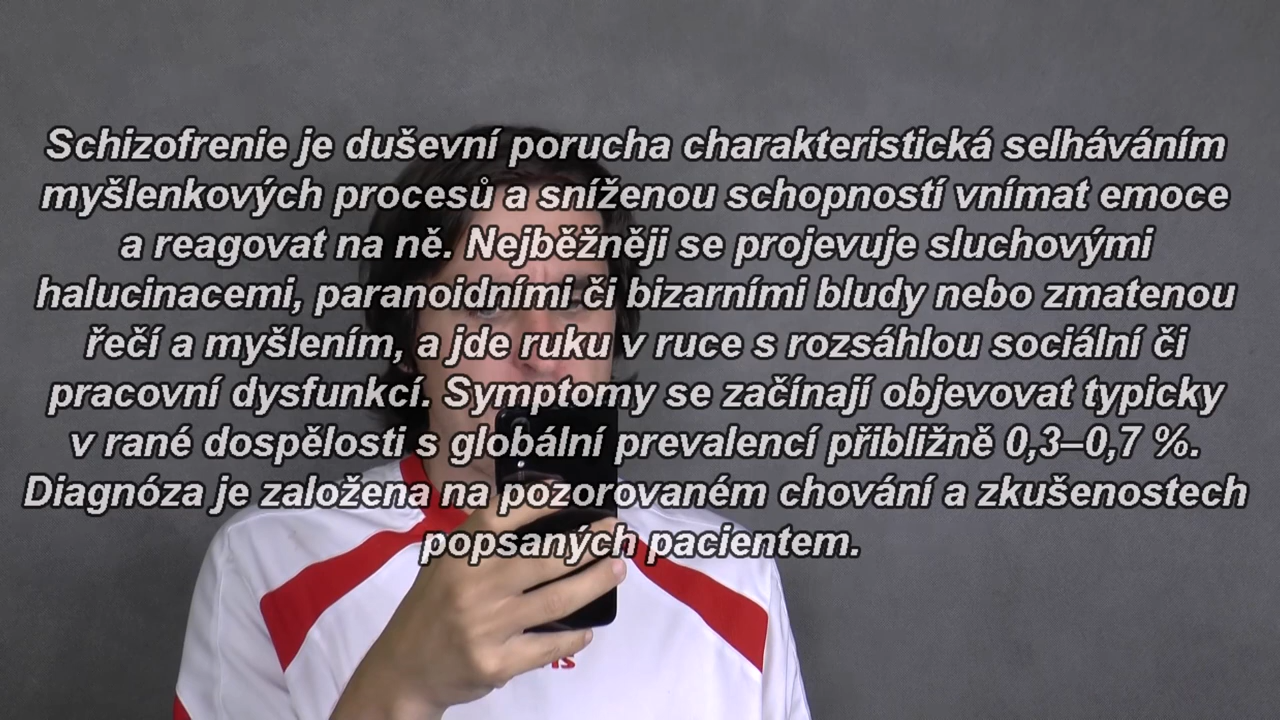 Schizofrenie je duševní porucha charakteristická selháváním
myšlenkových procesů a sníženou schopností vnímat emoce
a reagovat na ně. Nejběžněji se projevuje sluchovými
halucinacemi, paranoidními či bizarními bludy nebo zmatenou
řečí a myšlením, a jde ruku v ruce s rozsáhlou sociální či
pracovní dysfunkcí. Symptomy se začínají objevovat typicky
v rané dospělosti s globální prevalencí přibližně 0,3–0,7 %.
Diagnóza je založena na pozorovaném chování a zkušenostech
popsaných pacientem.